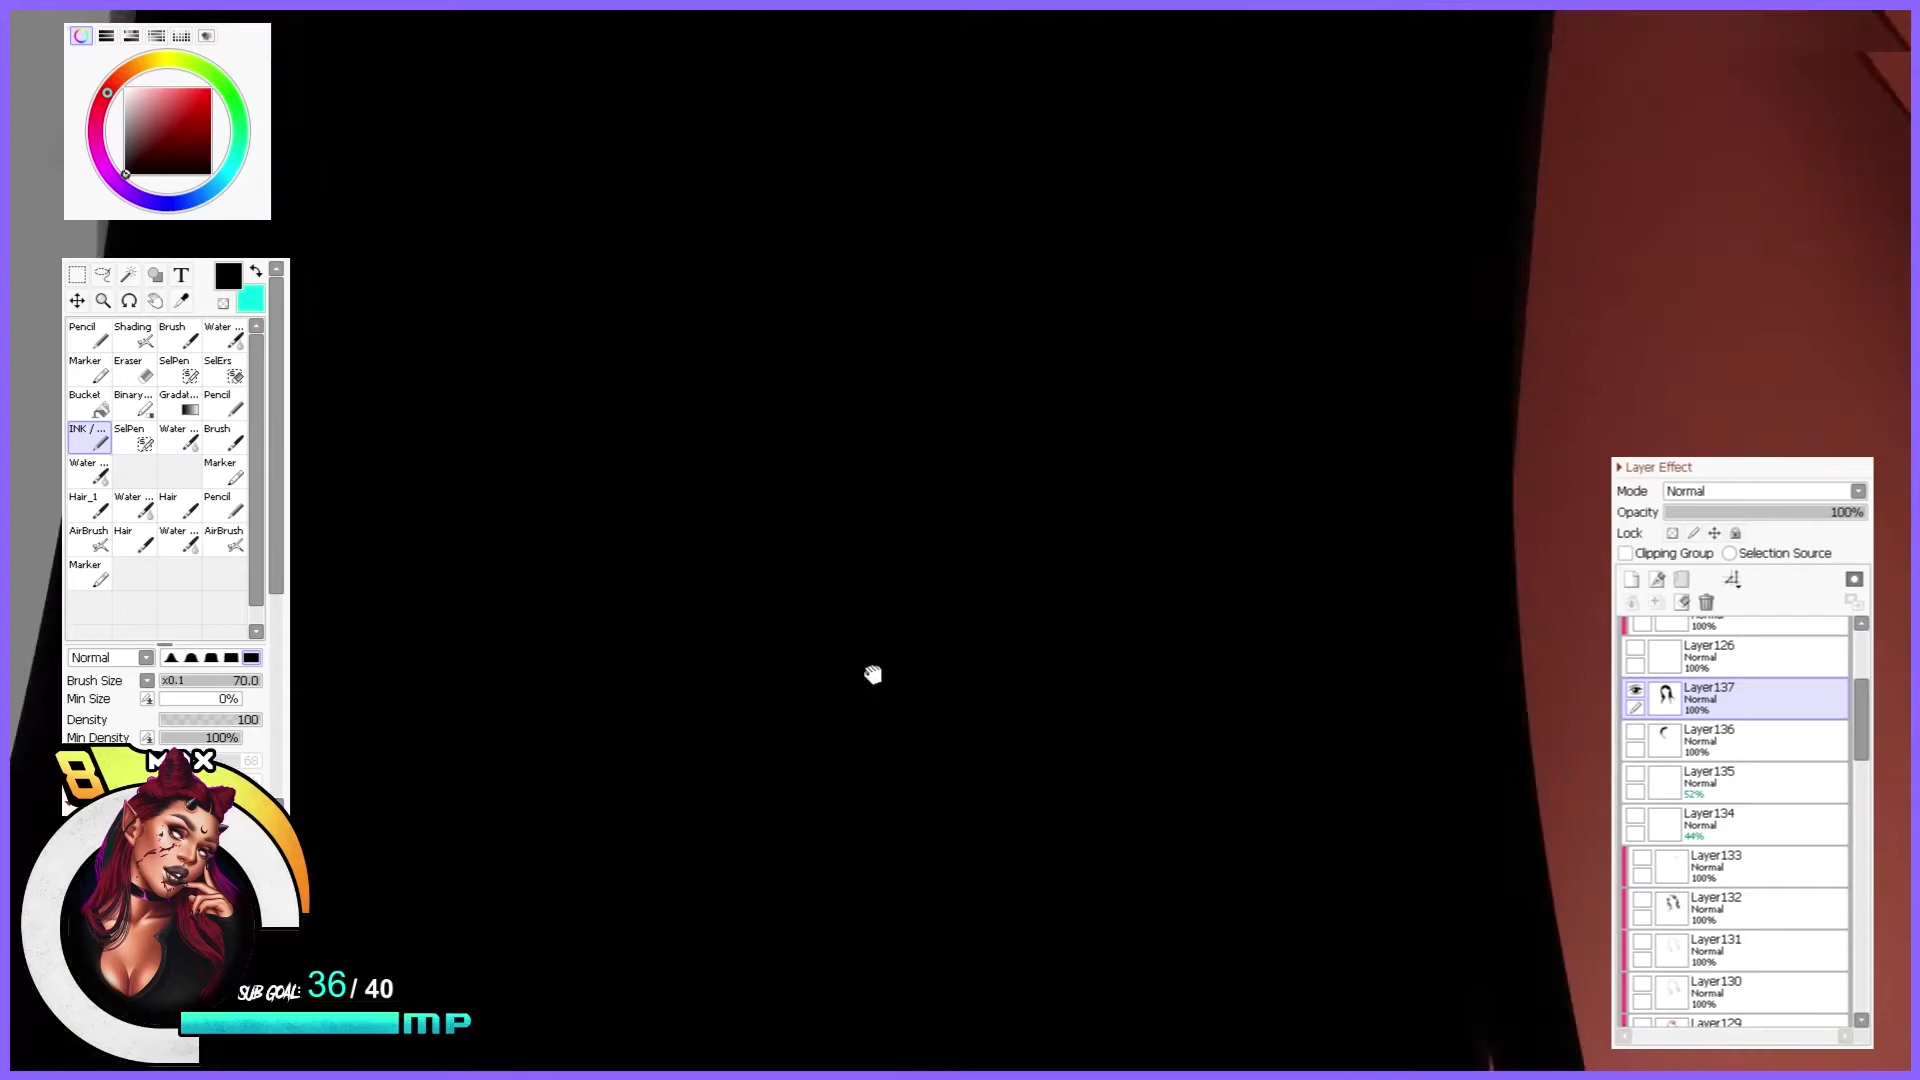 T
Pencil Shading Brush Water ...
Marker Eraser SelPen SelErs
Bucket Binary... Gradat... Pencil
INK / ... SelPen Water ... Brush
Water ... Marker
Hair_1 Water ... Hair Pencil
AirBrush Hair Water ... AirBrush
Marker
Normal
Brush Size x0.1 70.0
Min Size 0%
Density 100
Min Density 100%
68
8 MAX
SUB GOAL: 36 / 40
MP
Layer Effect
Mode Normal
Opacity 100%
Lock
Clipping Group Selection Source
100%
Layer126
Normal
100%
Layer137
Normal
100%
Layer136
Normal
100%
Layer135
Normal
52%
Layer134
Normal
44%
Layer133
Normal
100%
Layer132
Normal
100%
Layer131
Normal
100%
Layer130
Normal
100%
Layer129